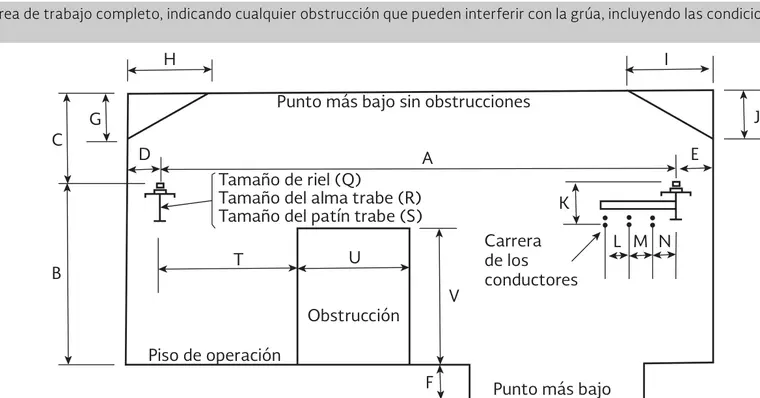 rea de trabajo completo, indicando cualquier obstrucción que pueden interferir con la grúa, incluyendo las condicio
H
I
Punto más bajo sin obstrucciones
G
J
C
D
A
E
Tamaño de riel (Q)
Tamaño del alma trabe (R)
Tamaño del patín trabe (S)
K
Carrera
de los
conductores
L M N
B
T
U
V
Obstrucción
Piso de operación
F
Punto más bajo